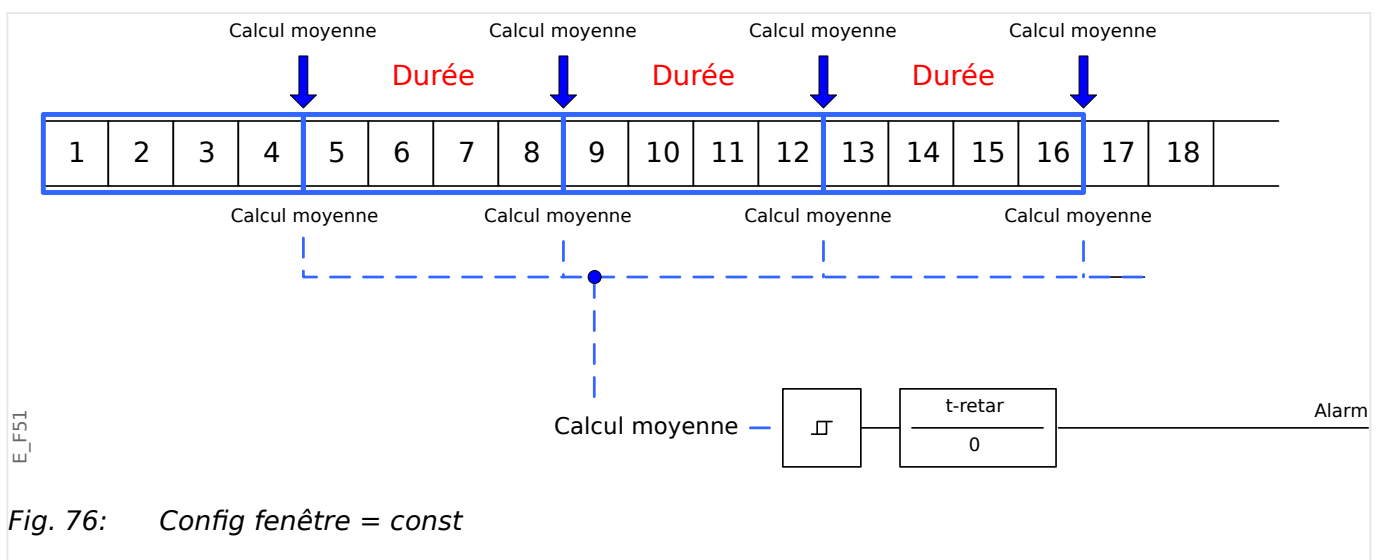 Calcul moyenne Calcul moyenne Calcul moyenne Calcul moyenne
Durée Durée Durée
1 2 3 4 5 6 7 8 9 10 11 12 13 14 15 16 17 18
Calcul moyenne Calcul moyenne Calcul moyenne Calcul moyenne
t-retar
Alarm
Calcul moyenne
0
E_F51
Fig. 76: Config fenêtre = const